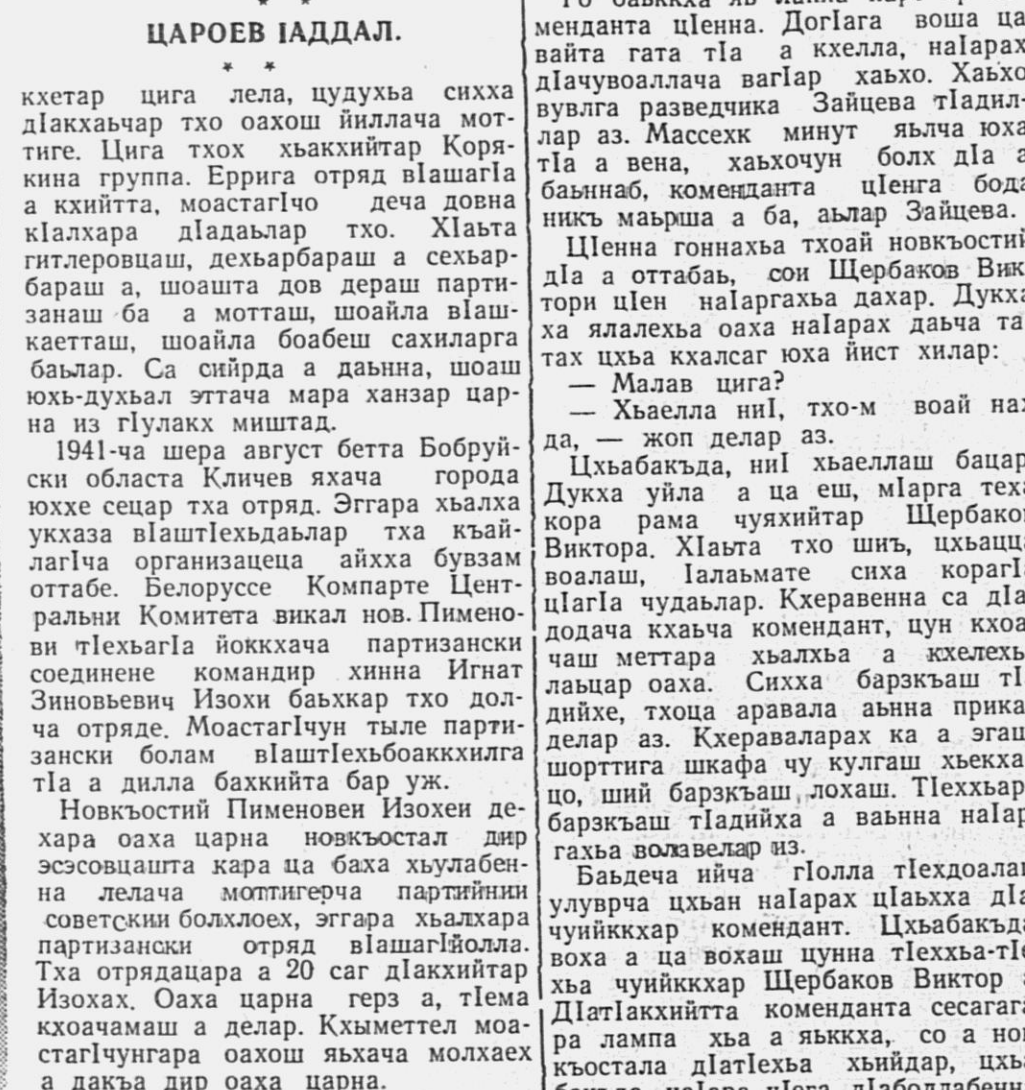 * *
ЦАРОЕВ IАДДАЛ.
* *
кхетар цига лела, цудухьа сихха
дIакхаьчар тхо оахош йиллача мот-
тиге. Цига тхох хьакхийтар Коря-
кина группа. Еррига отряд вIашагIа
а кхийтта, моастагIчо деча довна
кIалхара дIадаьлар тхо. ХIаьта
гитлеровцаш, дехьарбараш а сехьар-
бараш а, шоашта дов дераш парти-
занаш ба а мотташ, шоайла вIаш-
каетташ, шоайла боабеш сахиларга
баьлар. Са сийрда а даьнна, шоаш
юхь-духьал эттача мара ханзар цар-
на из гIулакх миштад.
1941-ча шера август бетта Бобруй-
ски области Кличев яхача города
юххе сецар тха отряд. Эггара хьалха
укхаза вIаштIехьдаьлар тха къай-
лагIча организацеца айхха бувзам
оттабе. Белоруссе Компарте Цент-
ральни Комитета викал нов. Пимено-
ви тIехьагIа йоккхача партизански
соединене командир хинна Игнат
Зиновьевич Изохи баьхкар тхо дол-
ча отряде. МоастагIчун тыле парти-
зански болам вIаштIехьбоаккхилга
тIа а дилла бахкийта бар уж.
Новкъостий Пименовеи Изохеи де-
хара оаха царна новкъостал дир
эсэсовцашта кара ца баха хьулабен-
на лелача моттигерча партийнии
советскии болхлоех, эггара хьалхара
партизански отряд вIашагIйолла.
Тха отрядацара а 20 саг дIакхийтар
Изохах. Оаха царна герз а, тIема
кхоачамаш а делар. Кхыметтел моа-
стагIчунгара оахош яьхача молхаех
а дакъа дир оаха царна.
менданта цIенна. ДогIага воша ца
вайта гата тIа а кхелла, наIарах
дIачувоаллача вагIар хаьхо. Хаьхо
вувлга разведчика Зайцева тIадил-
лар аз. Массехк минут яьлча юха
тIа а вена, хаьхочун болх дIа а
баьннаб, коменданта цIенга бода
никъ маьрша а ба, аьлар Зайцева.
ЦIенна гоннахьа тхоай новкъостий
дIа а оттабаь, сои Щербаков Вик-
тори цIен наIаргахьа дахар. Дукха
ха ялалехьа оаха наIарах даьча та-
тах цхьа кхалсаг юха йист хилар:
— Малав цига?
— Хьаелла ниI, тхо-м воай нах
да, — жоп делар аз.
Цхьабакъда, ниI хьаеллаш бацар.
Дукха уйла а ца еш, мIарга теха
кора рама чуяхийтар Щербаков
Виктора. ХIаьта тхо шиъ, цхьацца
воалаш, Iалаьмате сиха корагI
цIагIа чудаьлар. Кхеравенна са дIа
додача кхаьча комендант, цун кхоа
чаш меттара хьалхьа а кхелехь
лаьцар оаха. Сихха барзкъаш тI
дийхе, тхоца аравала аьнна прика
делар аз. Кхераваларах ка а эгаш
шорттига шкафа чу кулгаш хьекха
цо, ший барзкъаш лохаш. ТIеххьар
барзкъаш тIадийха а ваьнна наIар
гахьа волавелар из.
Баьдеча ийча гIолла тIехдоалаш
улуврча цхьан наIарах цIаьхха дIа
чуийккхар комендант. Цхьабакъда
воха а ца вохаш цунна тIеххьа-тIе
хьа чуийккхар Щербаков Виктор а
ДIатIакхийтта коменданта сесагага
ра лампа хьа а яьккха, со а нов
къостала дIатIехьа хьийдар, цхьа